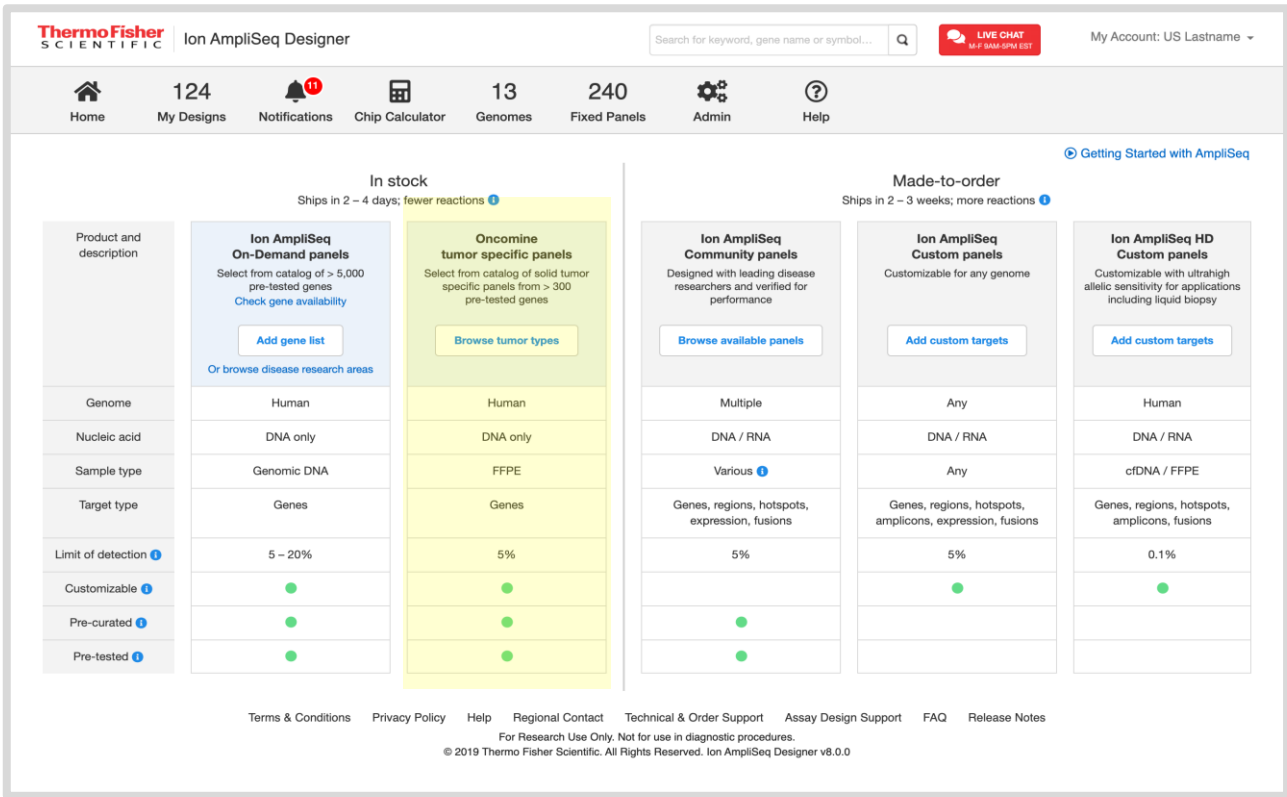 ThermoFisher
SCIENTIFIC
Ion AmpliSeq Designer
Search for keyword, gene name or symbol...
LIVE CHAT
M-F 9AM-5PM EST
My Account: US Lastname
Home
124
My Designs
11
Notifications
Chip Calculator
13
Genomes
240
Fixed Panels
Admin
Help
Getting Started with AmpliSeq
In stock
Ships in 2 – 4 days; fewer reactions
Made-to-order
Ships in 2 – 3 weeks; more reactions
Product and
description
Ion AmpliSeq
On-Demand panels
Select from catalog of > 5,000
pre-tested genes
Check gene availability
Add gene list
Or browse disease research areas
Oncomine
tumor specific panels
Select from catalog of solid tumor
specific panels from > 300
pre-tested genes
Browse tumor types
Ion AmpliSeq
Community panels
Designed with leading disease
researchers and verified for
performance
Browse available panels
Ion AmpliSeq
Custom panels
Customizable for any genome
Add custom targets
Ion AmpliSeq HD
Custom panels
Customizable with ultrahigh
allelic sensitivity for applications
including liquid biopsy
Add custom targets
Genome Human Human Multiple Any Human
Nucleic acid DNA only DNA only DNA / RNA DNA / RNA DNA / RNA
Sample type Genomic DNA FFPE Various Any cfDNA / FFPE
Target type Genes Genes Genes, regions, hotspots, Genes, regions, hotspots, Genes, regions, hotspots,
expression, fusions amplicons, expression, fusions amplicons, fusions
Limit of detection 5 – 20% 5% 5% 5% 0.1%
Customizable
Pre-curated
Pre-tested
Terms & Conditions Privacy Policy Help Regional Contact Technical & Order Support Assay Design Support FAQ Release Notes
For Research Use Only. Not for use in diagnostic procedures.
© 2019 Thermo Fisher Scientific. All Rights Reserved. Ion AmpliSeq Designer v8.0.0